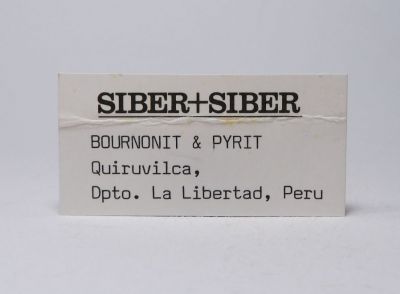 SIBER+SIBER
BOURNONIT & PYRIT
Quiruvilca,
Dpto. La Libertad, Peru